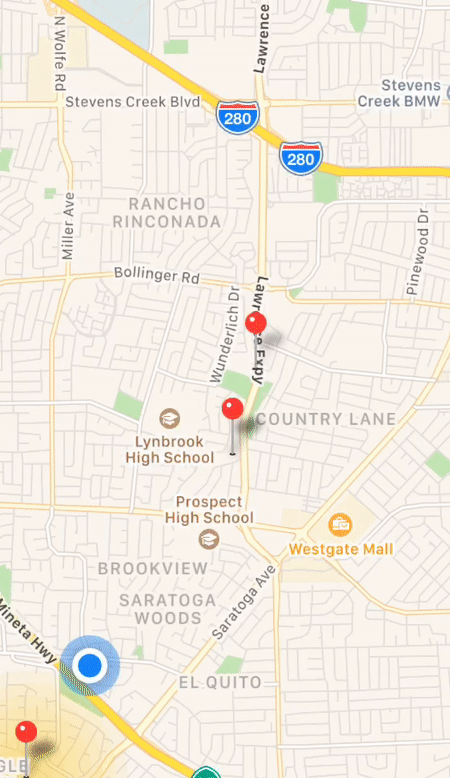 N Wolfe Rd
Lawrence
Stevens
Creek BMW
Stevens Creek Blvd
280
280
RANCHO
RINCONADA
Miller Ave
Pinewood Dr
Bollinger Rd
Wunderlich Dr
Expy
COUNTRY LANE
Lynbrook
High School
Prospect
High School
Westgate Mall
BROOKVIEW
SARATOGA
WOODS
Saratoga Ave
Mineta Hwy
EL QUITO
GLE